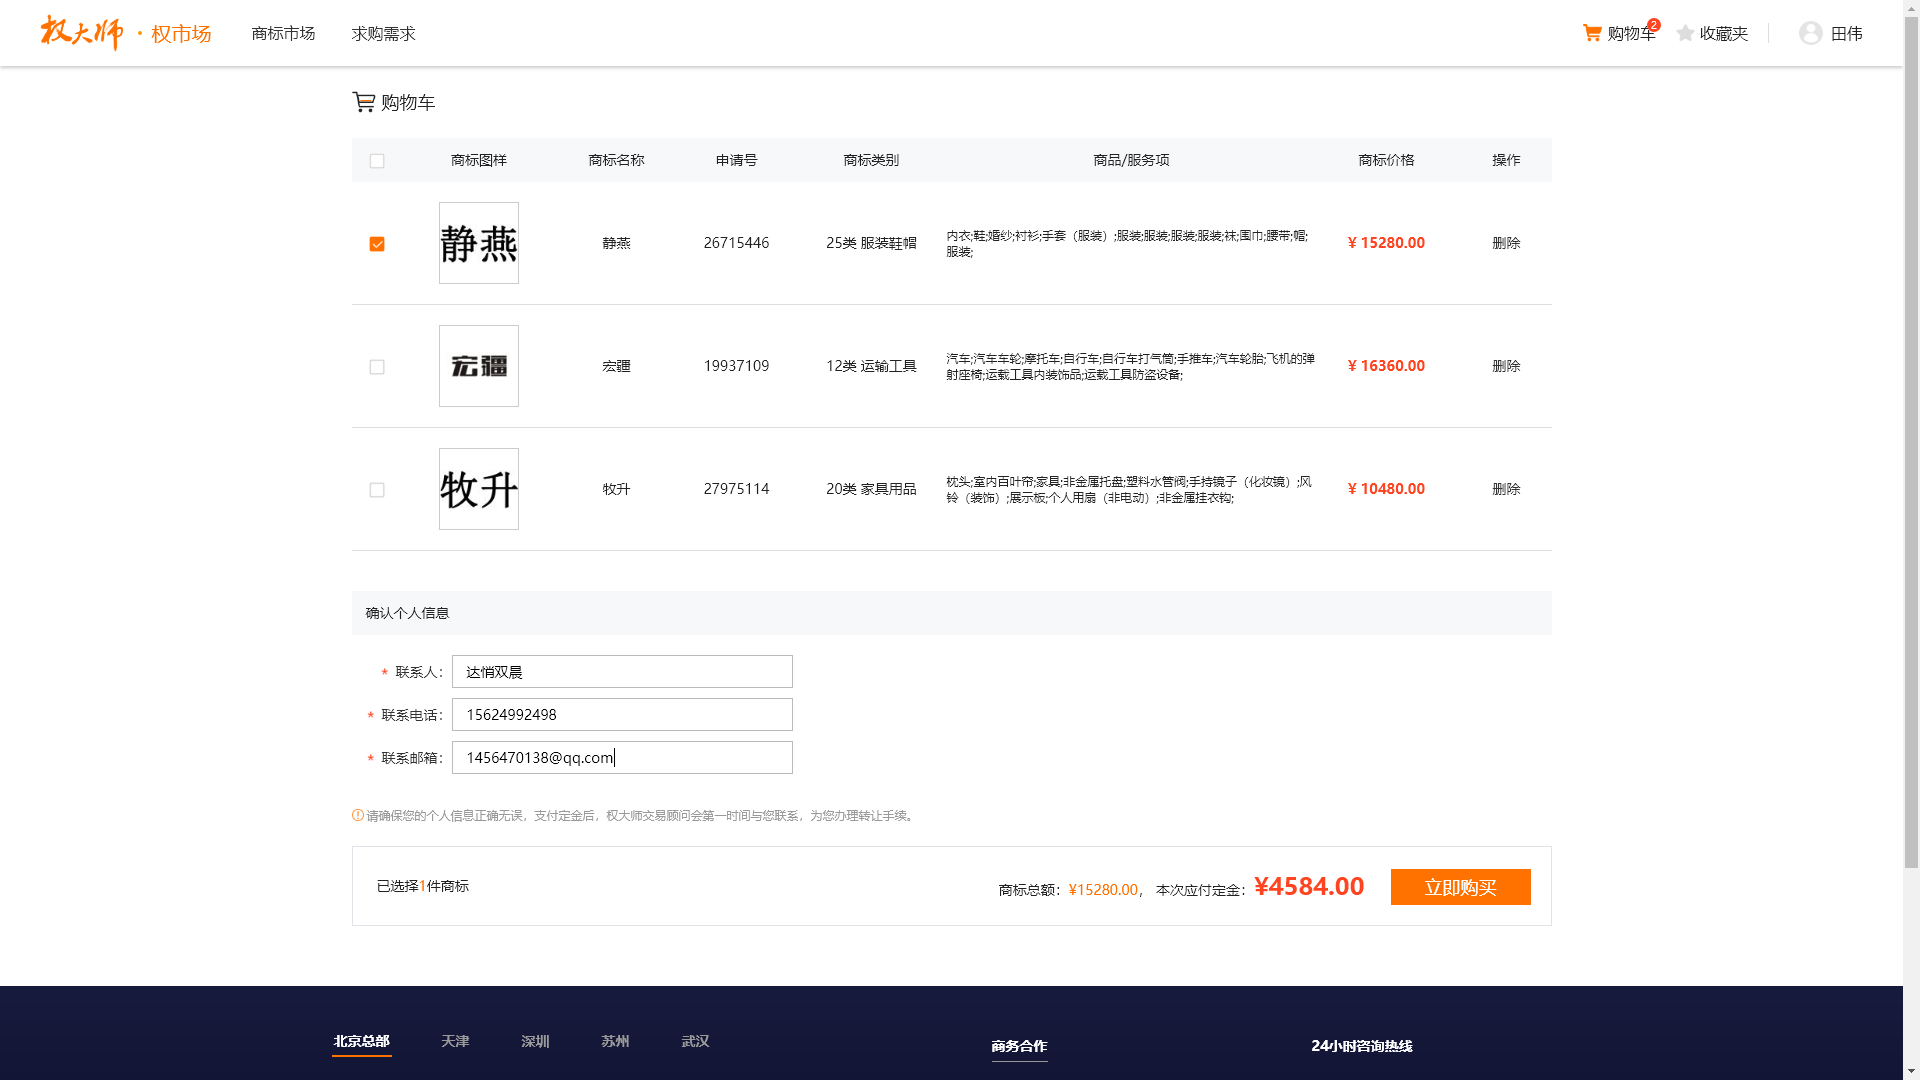 权大师 · 权市场 商标市场 求购需求 购物车 2 收藏夹 田伟
购物车
商标图样 商标名称 申请号 商标类别 商品/服务项 商标价格 操作
静燕 静燕 26715446 25类 服装鞋帽 内衣;鞋;婚纱;衬衫;手套（服装）;服装;服装;服装;服装;袜;围巾;腰带;帽;
服装; ¥ 15280.00 删除
宏疆 宏疆 19937109 12类 运输工具 汽车;汽车车轮;摩托车;自行车;自行车打气筒;手推车;汽车轮胎;飞机的弹
射座椅;运载工具内装饰品;运载工具防盗设备; ¥ 16360.00 删除
牧升 牧升 27975114 20类 家具用品 枕头;室内百叶帘;家具;非金属托盘;塑料水管阀;手持镜子（化妆镜）;风
铃（装饰）;展示板;个人用扇（非电动）;非金属挂衣钩; ¥ 10480.00 删除
确认个人信息
* 联系人： 达悄双晨
* 联系电话： 15624992498
* 联系邮箱： 1456470138@qq.com
请确保您的个人信息正确无误，支付定金后，权大师交易顾问会第一时间与您联系，为您办理转让手续。
已选择1件商标 商标总额：¥15280.00， 本次应付定金：¥4584.00 立即购买
北京总部 天津 深圳 苏州 武汉 商务合作 24小时咨询热线